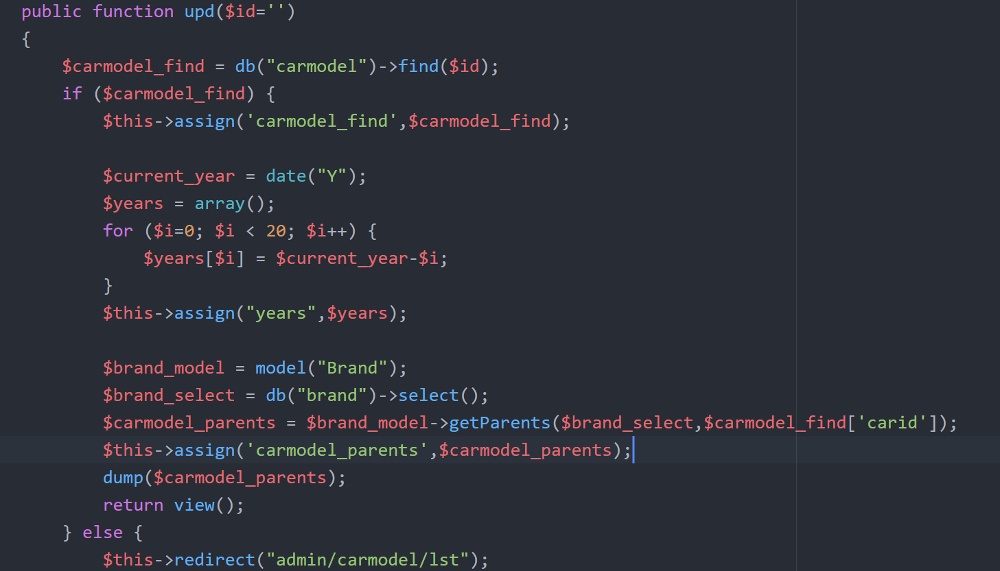 public function upd($id='')
{
    $carmodel_find = db("carmodel")->find($id);
    if ($carmodel_find) {
        $this->assign('carmodel_find',$carmodel_find);

        $current_year = date("Y");
        $years = array();
        for ($i=0; $i < 20; $i++) {
            $years[$i] = $current_year-$i;
        }
        $this->assign("years",$years);

        $brand_model = model("Brand");
        $brand_select = db("brand")->select();
        $carmodel_parents = $brand_model->getParents($brand_select,$carmodel_find['carid']);
        $this->assign('carmodel_parents',$carmodel_parents);
        dump($carmodel_parents);
        return view();
    } else {
        $this->redirect("admin/carmodel/lst");